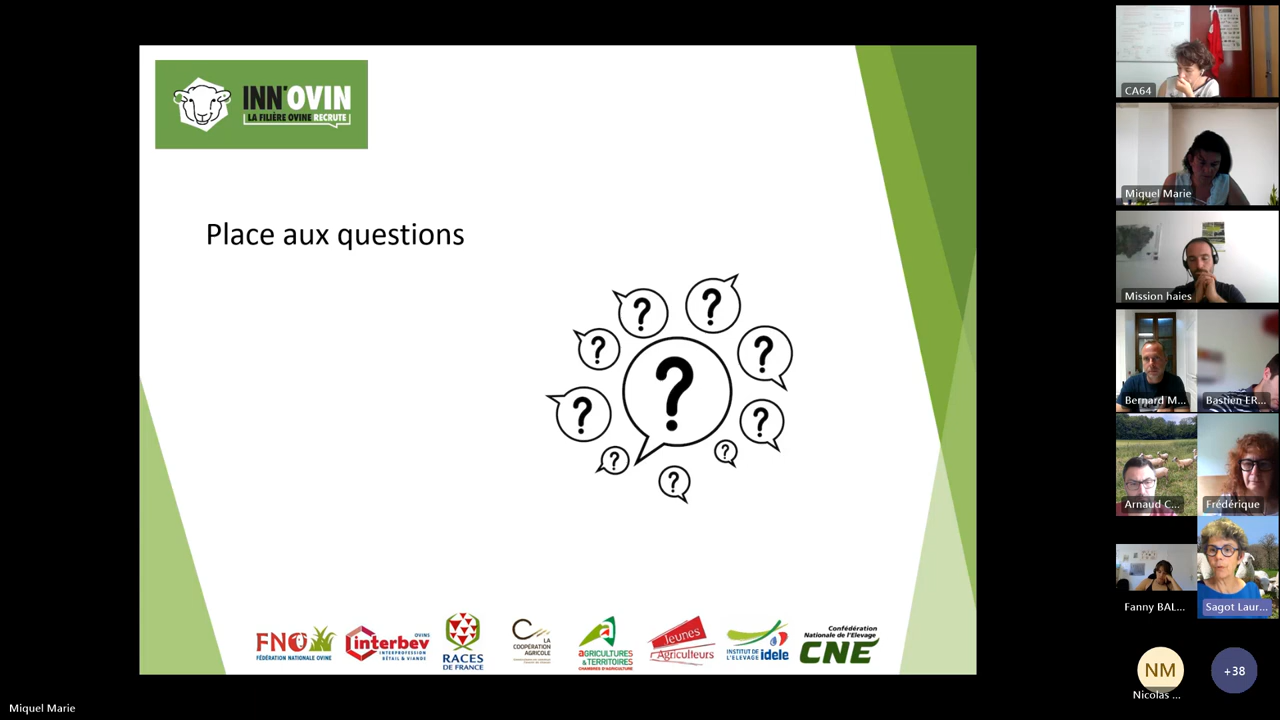 INN'OVIN
LA FILIÈRE OVINE RECRUTE
Place aux questions
? ? ? ? ? ? ? ? ? ? ?
FNO
FÉDÉRATION NATIONALE OVINE
OVINS
interbev
INTERPROFESSION
BÉTAIL & VIANDE
RACES
DE FRANCE
LA
COOPÉRATION
AGRICOLE
AGRICULTURES
& TERRITOIRES
CHAMBRES D'AGRICULTURE
Jeunes
Agriculteurs
INSTITUT DE
L'ELEVAGE idele
Confédération
Nationale de l'Elevage
CNE
CA64
Miquel Marie
Mission haies
Bernard M...
Bastien ER...
Arnaud C...
Frédérique
Fanny BAL...
Sagot Laur...
NM
Nicolas ...
+38
Miquel Marie